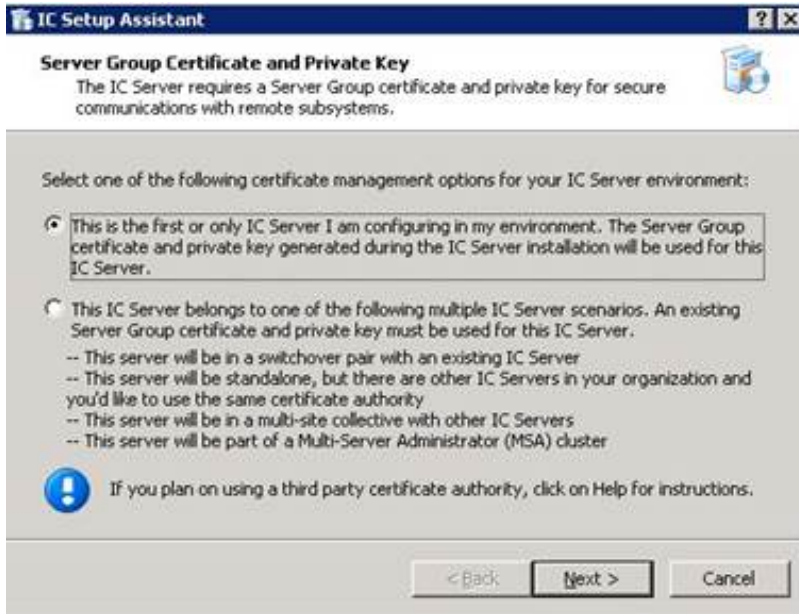 IC Setup Assistant
Server Group Certificate and Private Key
The IC Server requires a Server Group certificate and private key for secure
communications with remote subsystems.
Select one of the following certificate management options for your IC Server environment:
This is the first or only IC Server I am configuring in my environment. The Server Group
certificate and private key generated during the IC Server installation will be used for this
IC Server.
This IC Server belongs to one of the following multiple IC Server scenarios. An existing
Server Group certificate and private key must be used for this IC Server.
-- This server will be in a switchover pair with an existing IC Server
-- This server will be standalone, but there are other IC Servers in your organization and
you'd like to use the same certificate authority
-- This server will be in a multi-site collective with other IC Servers
-- This server will be part of a Multi-Server Administrator (MSA) cluster
If you plan on using a third party certificate authority, click on Help for instructions.
< Back Next > Cancel